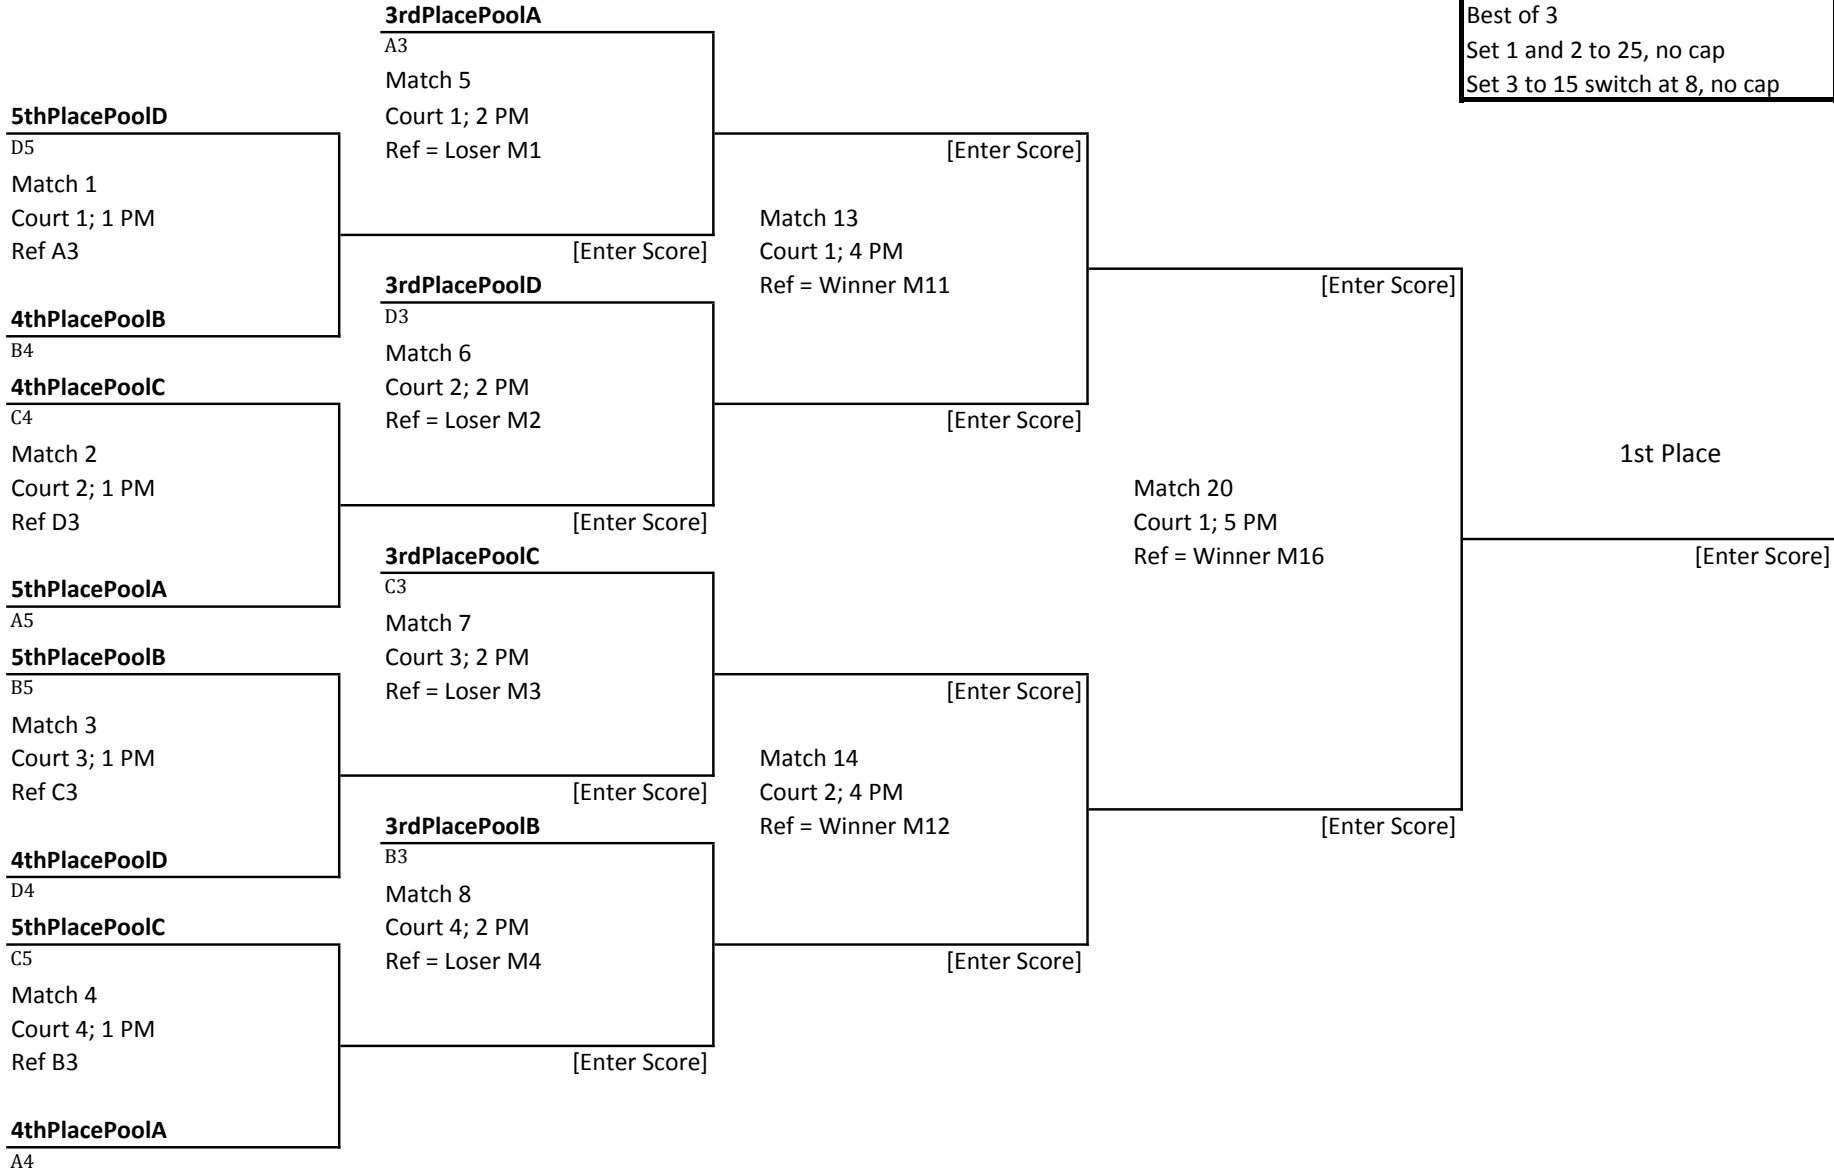 Best of 3
Set 1 and 2 to 25, no cap
Set 3 to 15 switch at 8, no cap
5thPlacePoolD
D5
Match 1
Court 1; 1 PM
Ref A3
4thPlacePoolB
B4
4thPlacePoolC
C4
Match 2
Court 2; 1 PM
Ref D3
5thPlacePoolA
A5
5thPlacePoolB
B5
Match 3
Court 3; 1 PM
Ref C3
4thPlacePoolD
D4
5thPlacePoolC
C5
Match 4
Court 4; 1 PM
Ref B3
4thPlacePoolA
A4
3rdPlacePoolA
A3
Match 5
Court 1; 2 PM
Ref = Loser M1
[Enter Score]
3rdPlacePoolD
D3
Match 6
Court 2; 2 PM
Ref = Loser M2
[Enter Score]
3rdPlacePoolC
C3
Match 7
Court 3; 2 PM
Ref = Loser M3
[Enter Score]
3rdPlacePoolB
B3
Match 8
Court 4; 2 PM
Ref = Loser M4
[Enter Score]
[Enter Score]
Match 13
Court 1; 4 PM
Ref = Winner M11
[Enter Score]
[Enter Score]
Match 14
Court 2; 4 PM
Ref = Winner M12
[Enter Score]
[Enter Score]
Match 20
Court 1; 5 PM
Ref = Winner M16
[Enter Score]
1st Place
[Enter Score]